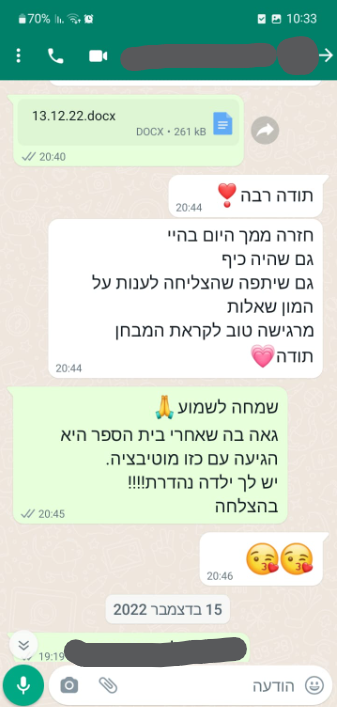 70% 10:33
13.12.22.docx
DOCX • 261 kB
20:40
תודה רבה❣️
20:44
חזרה ממך היום בהיי
גם שהיה כיף
גם שיתפה שהצליחה לענות על
המון שאלות
מרגישה טוב לקראת המבחן
תודה💗
20:44
שמחה לשמוע🙏
גאה בה שאחרי בית הספר היא
הגיעה עם כזו מוטיבציה.
יש לך ילדה נהדרת!!!!
בהצלחה
20:45
😘😘
20:46
15 בדצמבר 2022
19:19
הודעה